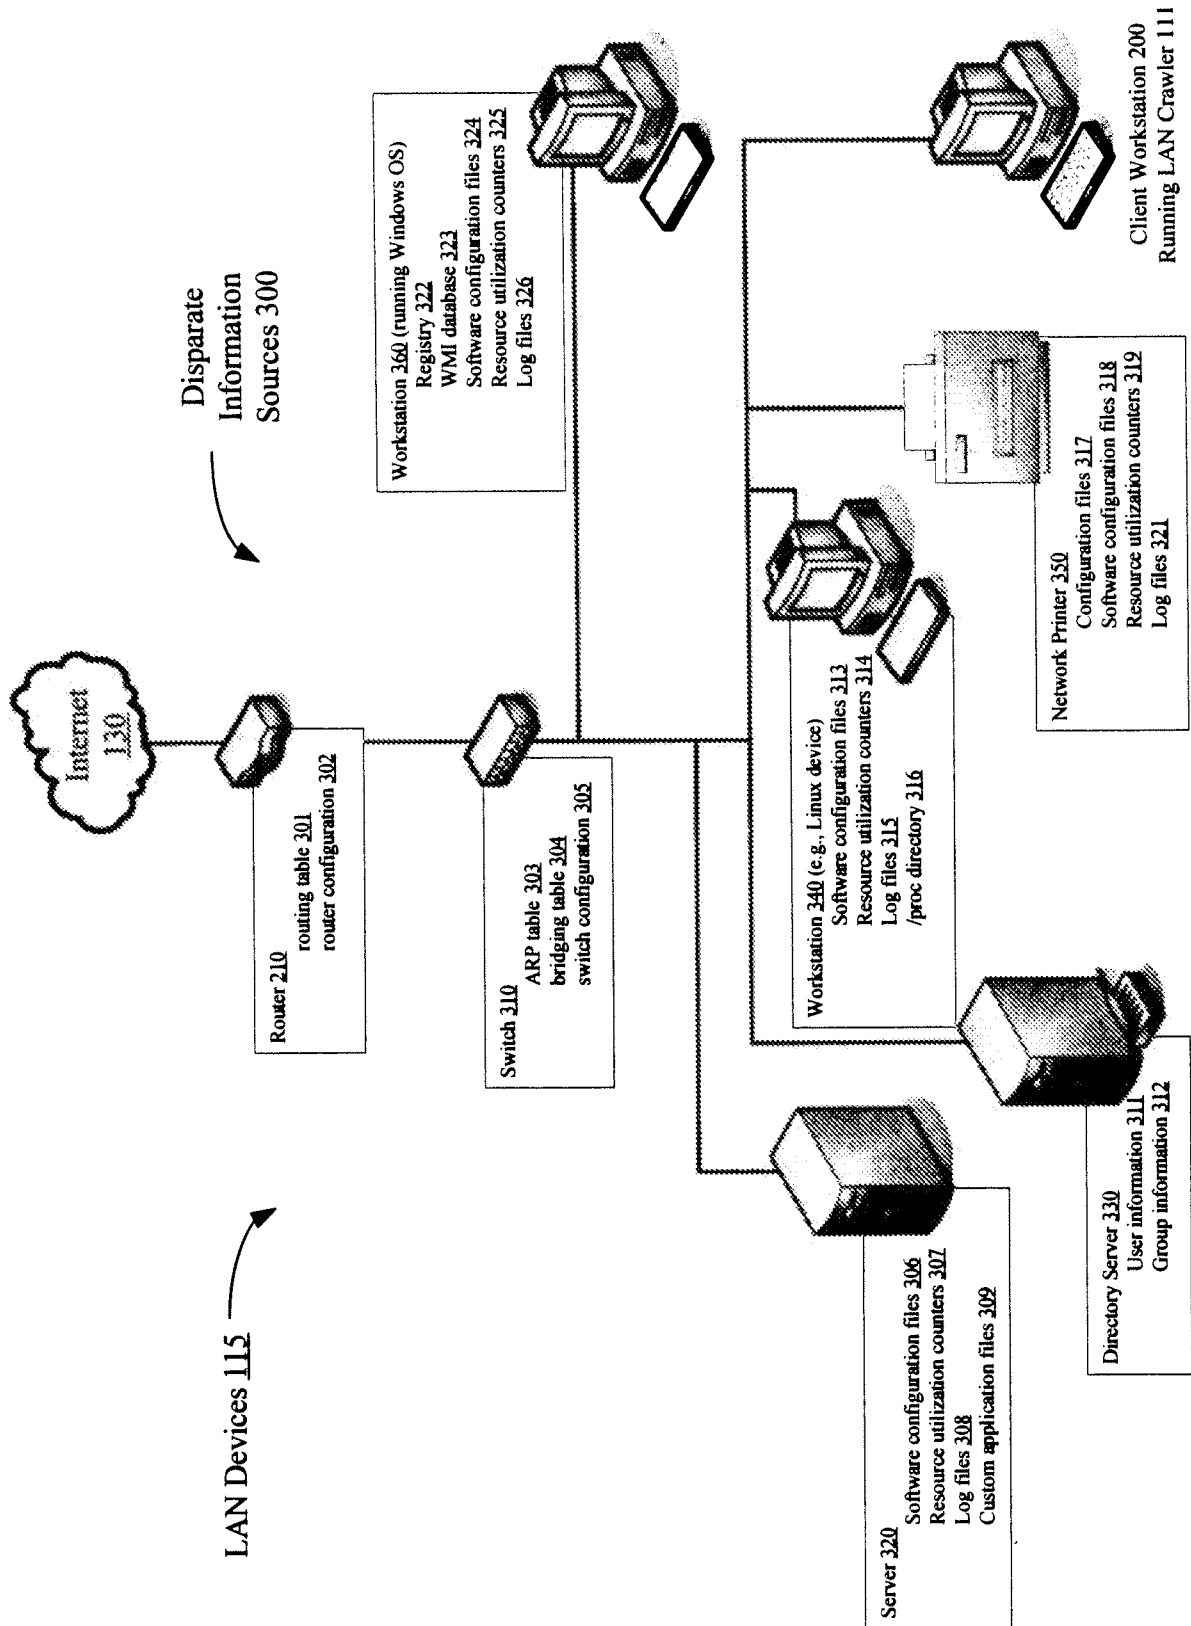 Internet
130
Disparate
Information
Sources 300
LAN Devices 115
Router 210
routing table 301
router configuration 302
Switch 310
ARP table 303
bridging table 304
switch configuration 305
Workstation 360 (running Windows OS)
Registry 322
WMI database 323
Software configuration files 324
Resource utilization counters 325
Log files 326
Server 320
Software configuration files 306
Resource utilization counters 307
Log files 308
Custom application files 309
Directory Server 330
User information 311
Group information 312
Workstation 340 (e.g., Linux device)
Software configuration files 313
Resource utilization counters 314
Log files 315
/proc directory 316
Network Printer 350
Configuration files 317
Software configuration files 318
Resource utilization counters 319
Log files 321
Client Workstation 200
Running LAN Crawler 111